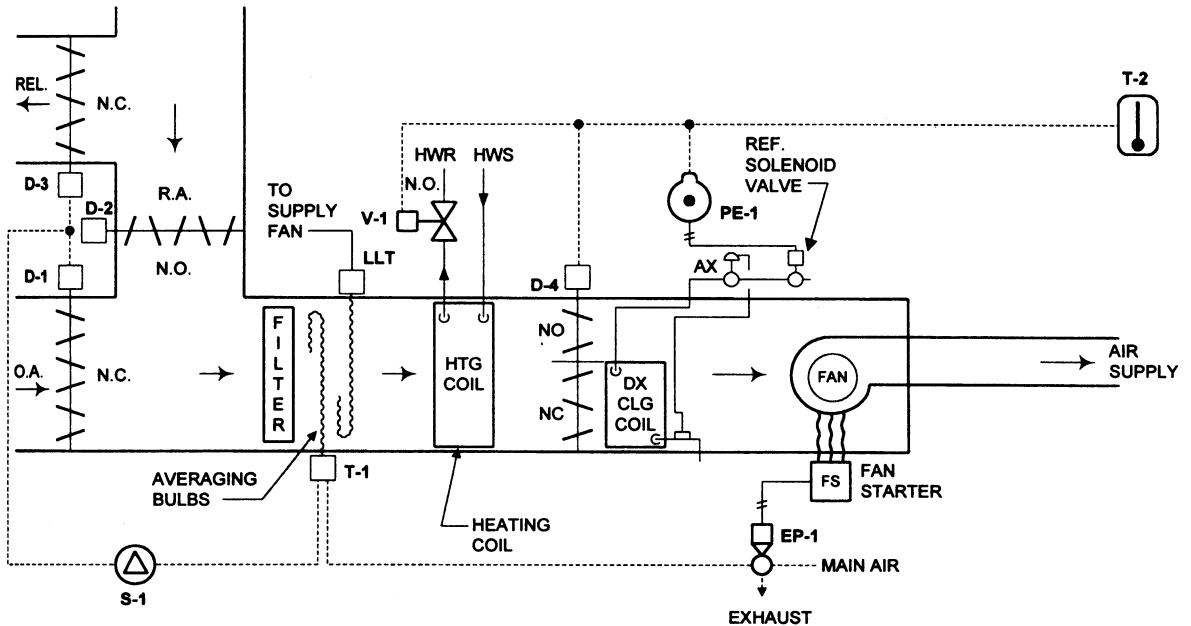 REL.
N.C.
D-3
D-2
R.A.
N.O.
D-1
O.A.
N.C.
TO
SUPPLY
FAN
LLT
HWR
HWS
N.O.
V-1
T-2
REF.
SOLENOID
VALVE
PE-1
AX
D-4
NO
NC
FILTER
HTG
COIL
DX
CLG
COIL
FAN
AIR
SUPPLY
AVERAGING
BULBS
T-1
HEATING
COIL
FS
FAN
STARTER
EP-1
MAIN AIR
EXHAUST
S-1